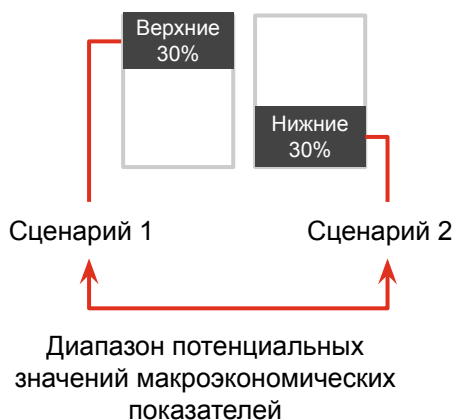 Верхние
30%
Нижние
30%
Сценарий 1
Сценарий 2
Диапазон потенциальных
значений макроэкономических
показателей